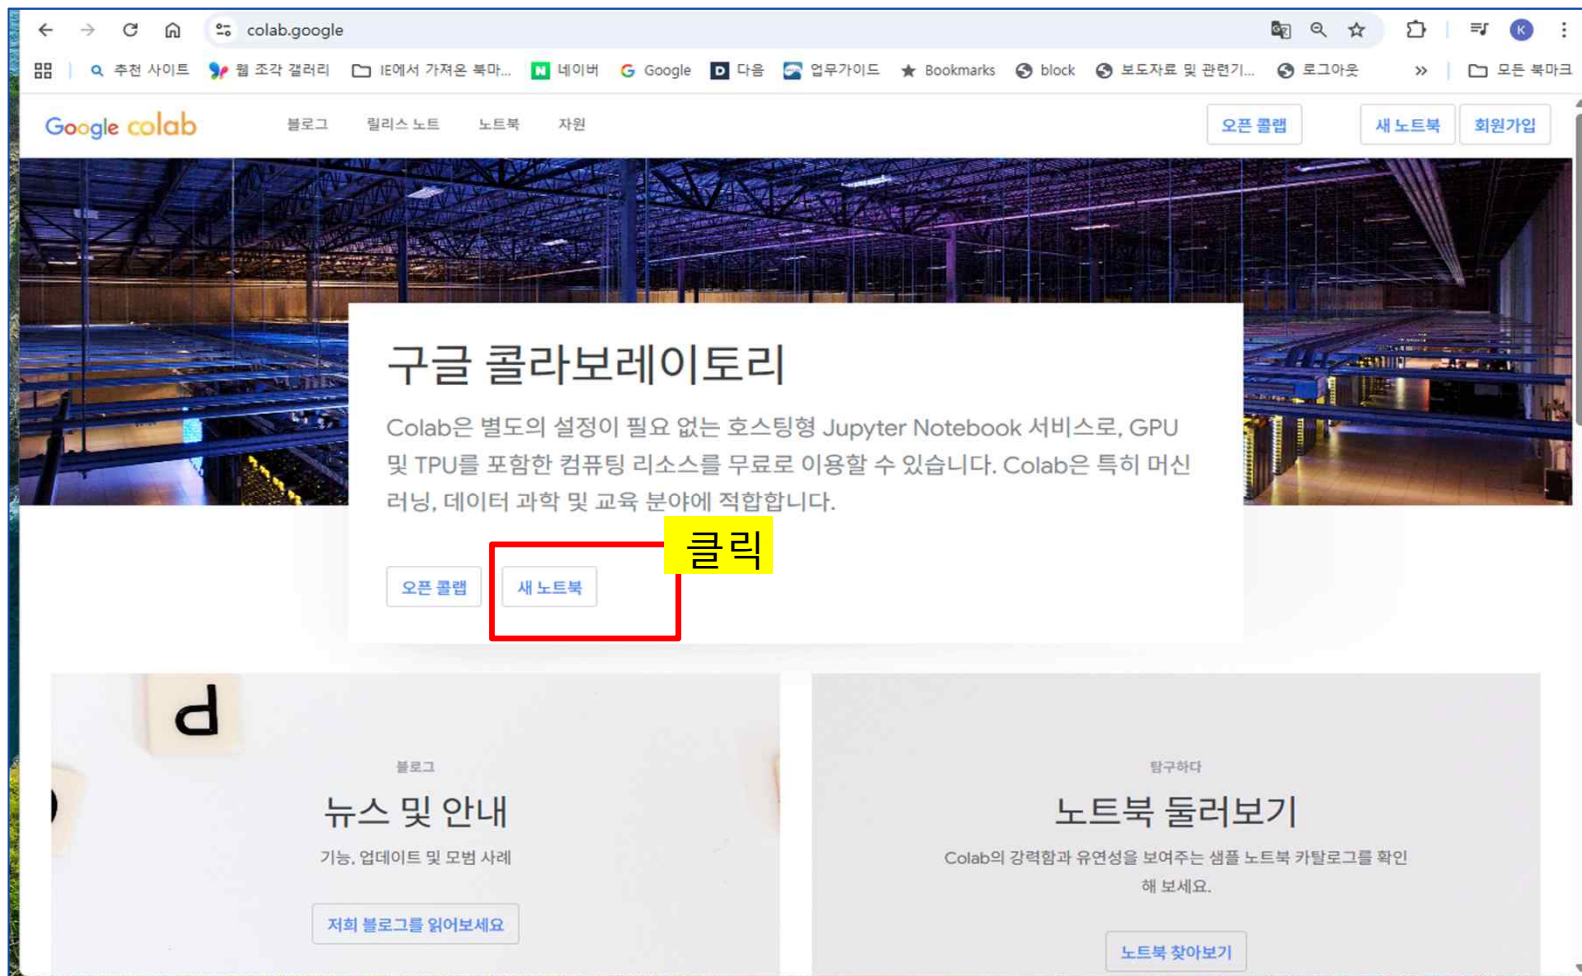 colab.google
K
추천 사이트 웹 조각 갤러리 IE에서 가져온 북마... 네이버 Google 다음 업무가이드 Bookmarks block 보도자료 및 관련기... 로그아웃 » 모든 북마크
Google colab 블로그 릴리스 노트 노트북 자원 오픈 콜랩 새 노트북 회원가입
구글 콜라보레이토리
Colab은 별도의 설정이 필요 없는 호스팅형 Jupyter Notebook 서비스로, GPU
및 TPU를 포함한 컴퓨팅 리소스를 무료로 이용할 수 있습니다. Colab은 특히 머신
러닝, 데이터 과학 및 교육 분야에 적합합니다.
클릭
오픈 콜랩 새 노트북
블로그
뉴스 및 안내
기능, 업데이트 및 모범 사례
저희 블로그를 읽어보세요
탐구하다
노트북 둘러보기
Colab의 강력함과 유연성을 보여주는 샘플 노트북 카탈로그를 확인
해 보세요.
노트북 찾아보기